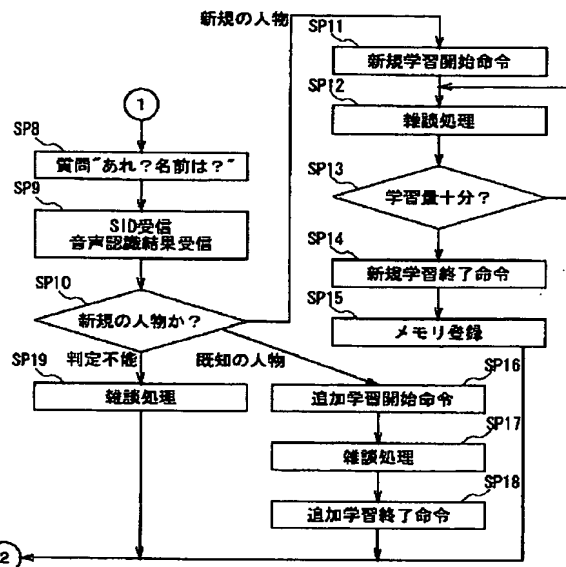 新規の人物
SP11
新規学習開始命令
SP12
雑談処理
SP13
学習量十分?
SP14
新規学習終了命令
SP15
メモリ登録
1
SP8
質問"あれ?名前は?"
SP9
SID受信
音声認識結果受信
SP10
新規の人物か?
判定不能
既知の人物
SP19
雑談処理
SP16
追加学習開始命令
SP17
雑談処理
SP18
追加学習終了命令
2